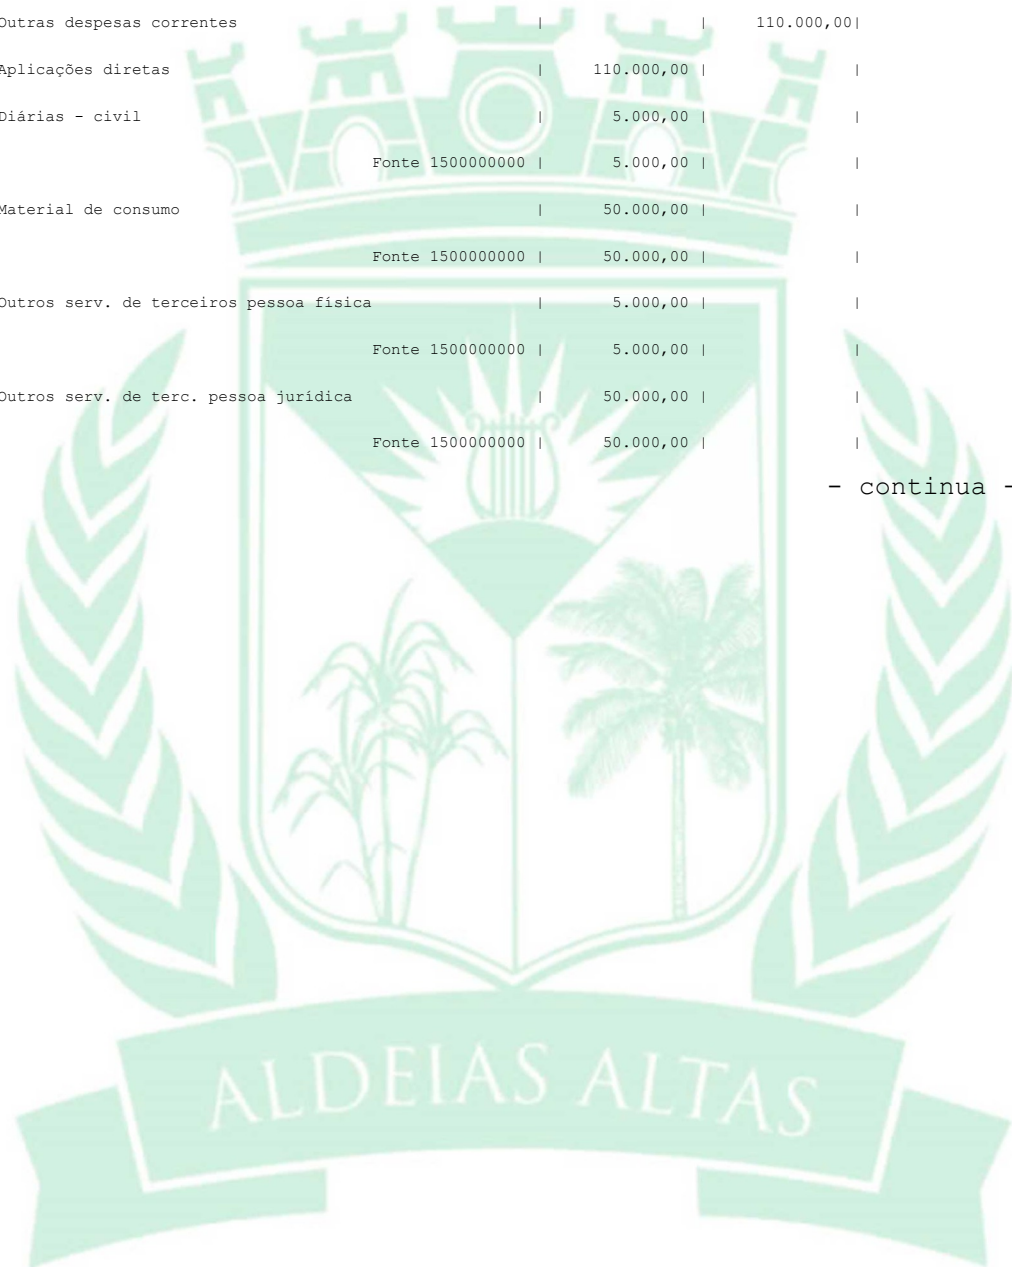 Outras despesas correntes | | 110.000,00|
Aplicações diretas | 110.000,00 | |
Diárias - civil | 5.000,00 | |
Fonte 1500000000 | 5.000,00 | |
Material de consumo | 50.000,00 | |
Fonte 1500000000 | 50.000,00 | |
Outros serv. de terceiros pessoa física | 5.000,00 | |
Fonte 1500000000 | 5.000,00 | |
Outros serv. de terc. pessoa jurídica | 50.000,00 | |
Fonte 1500000000 | 50.000,00 | |
- continua -
ALDEIAS ALTAS